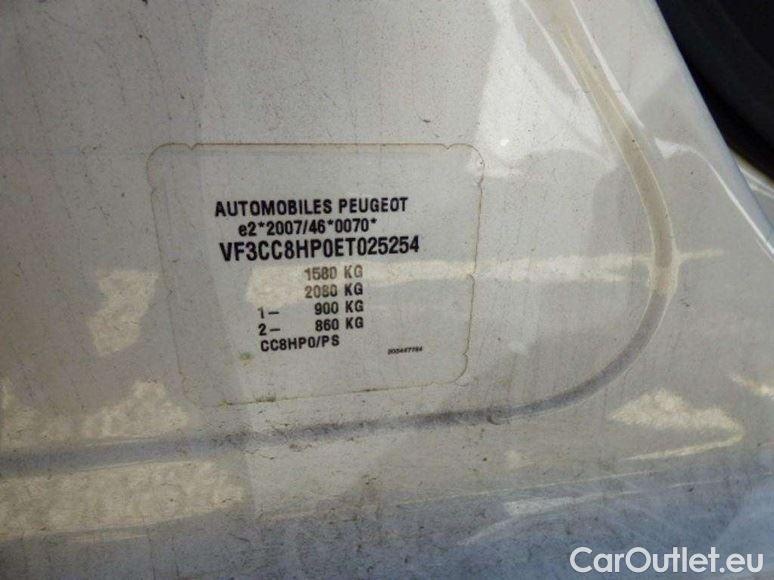 AUTOMOBILES PEUGEOT
e2*2007/46*0070*
VF3CC8HP0ET025254
1580 KG
2080 KG
1- 900 KG
2- 860 KG
CC8HP0/PS
CarOutlet.eu